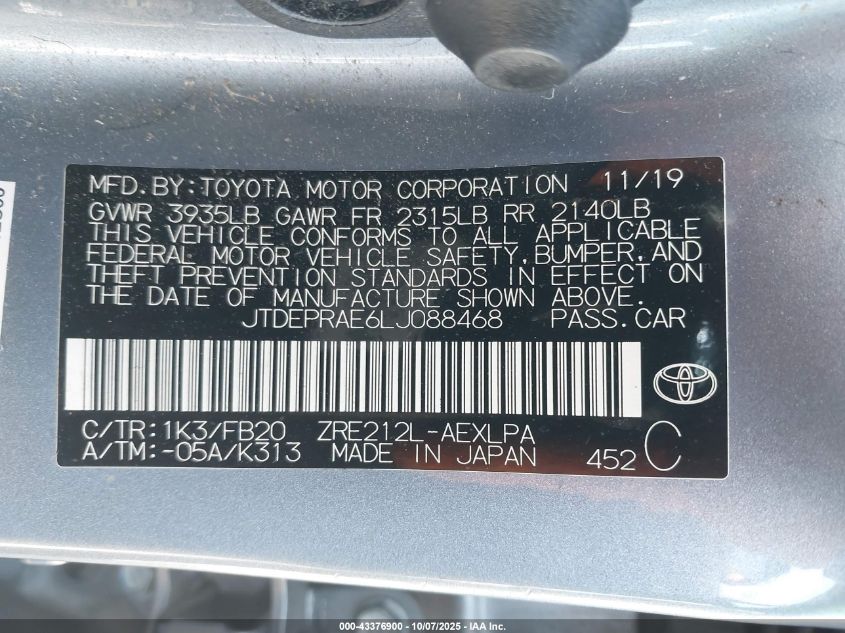 MFD. BY: TOYOTA MOTOR CORPORATION 11/19
GVWR 3935LB GAWR FR 2315LB RR 2140LB
THIS VEHICLE CONFORMS TO ALL APPLICABLE
FEDERAL MOTOR VEHICLE SAFETY, BUMPER, AND
THEFT PREVENTION STANDARDS IN EFFECT ON
THE DATE OF MANUFACTURE SHOWN ABOVE.
JTDEPRAE6LJ088468 PASS. CAR
C/TR: 1K3/FB20 ZRE212L-AEXLPA
A/TM: -05A/K313 MADE IN JAPAN 452 C
000-43376900 - 10/07/2025 - IAAI.COM